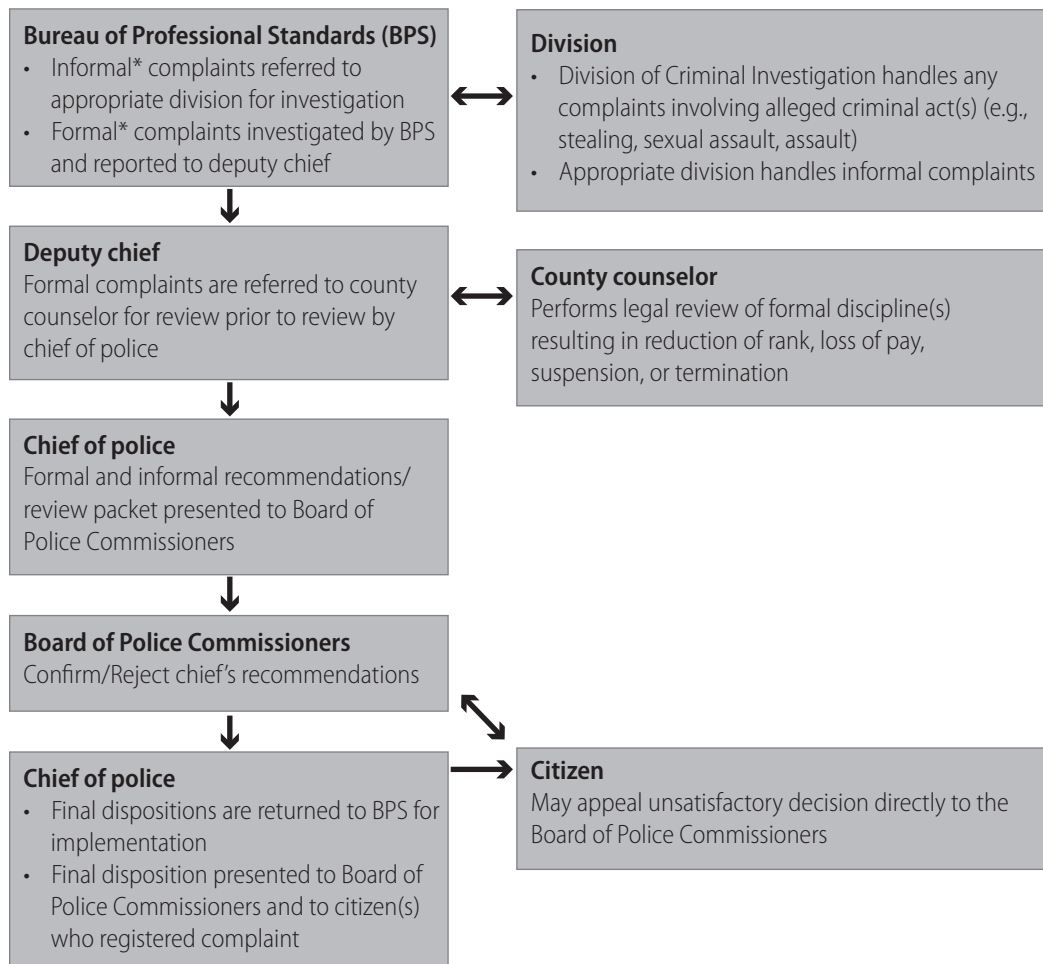 Bureau of Professional Standards (BPS)
• Informal* complaints referred to
appropriate division for investigation
• Formal* complaints investigated by BPS
and reported to deputy chief
Division
• Division of Criminal Investigation handles any
complaints involving alleged criminal act(s) (e.g.,
stealing, sexual assault, assault)
• Appropriate division handles informal complaints
Deputy chief
Formal complaints are referred to county
counselor for review prior to review by
chief of police
County counselor
Performs legal review of formal discipline(s)
resulting in reduction of rank, loss of pay,
suspension, or termination
Chief of police
Formal and informal recommendations/
review packet presented to Board of
Police Commissioners
Board of Police Commissioners
Confirm/Reject chief’s recommendations
Chief of police
• Final dispositions are returned to BPS for
implementation
• Final disposition presented to Board of
Police Commissioners and to citizen(s)
who registered complaint
Citizen
May appeal unsatisfactory decision directly to the
Board of Police Commissioners